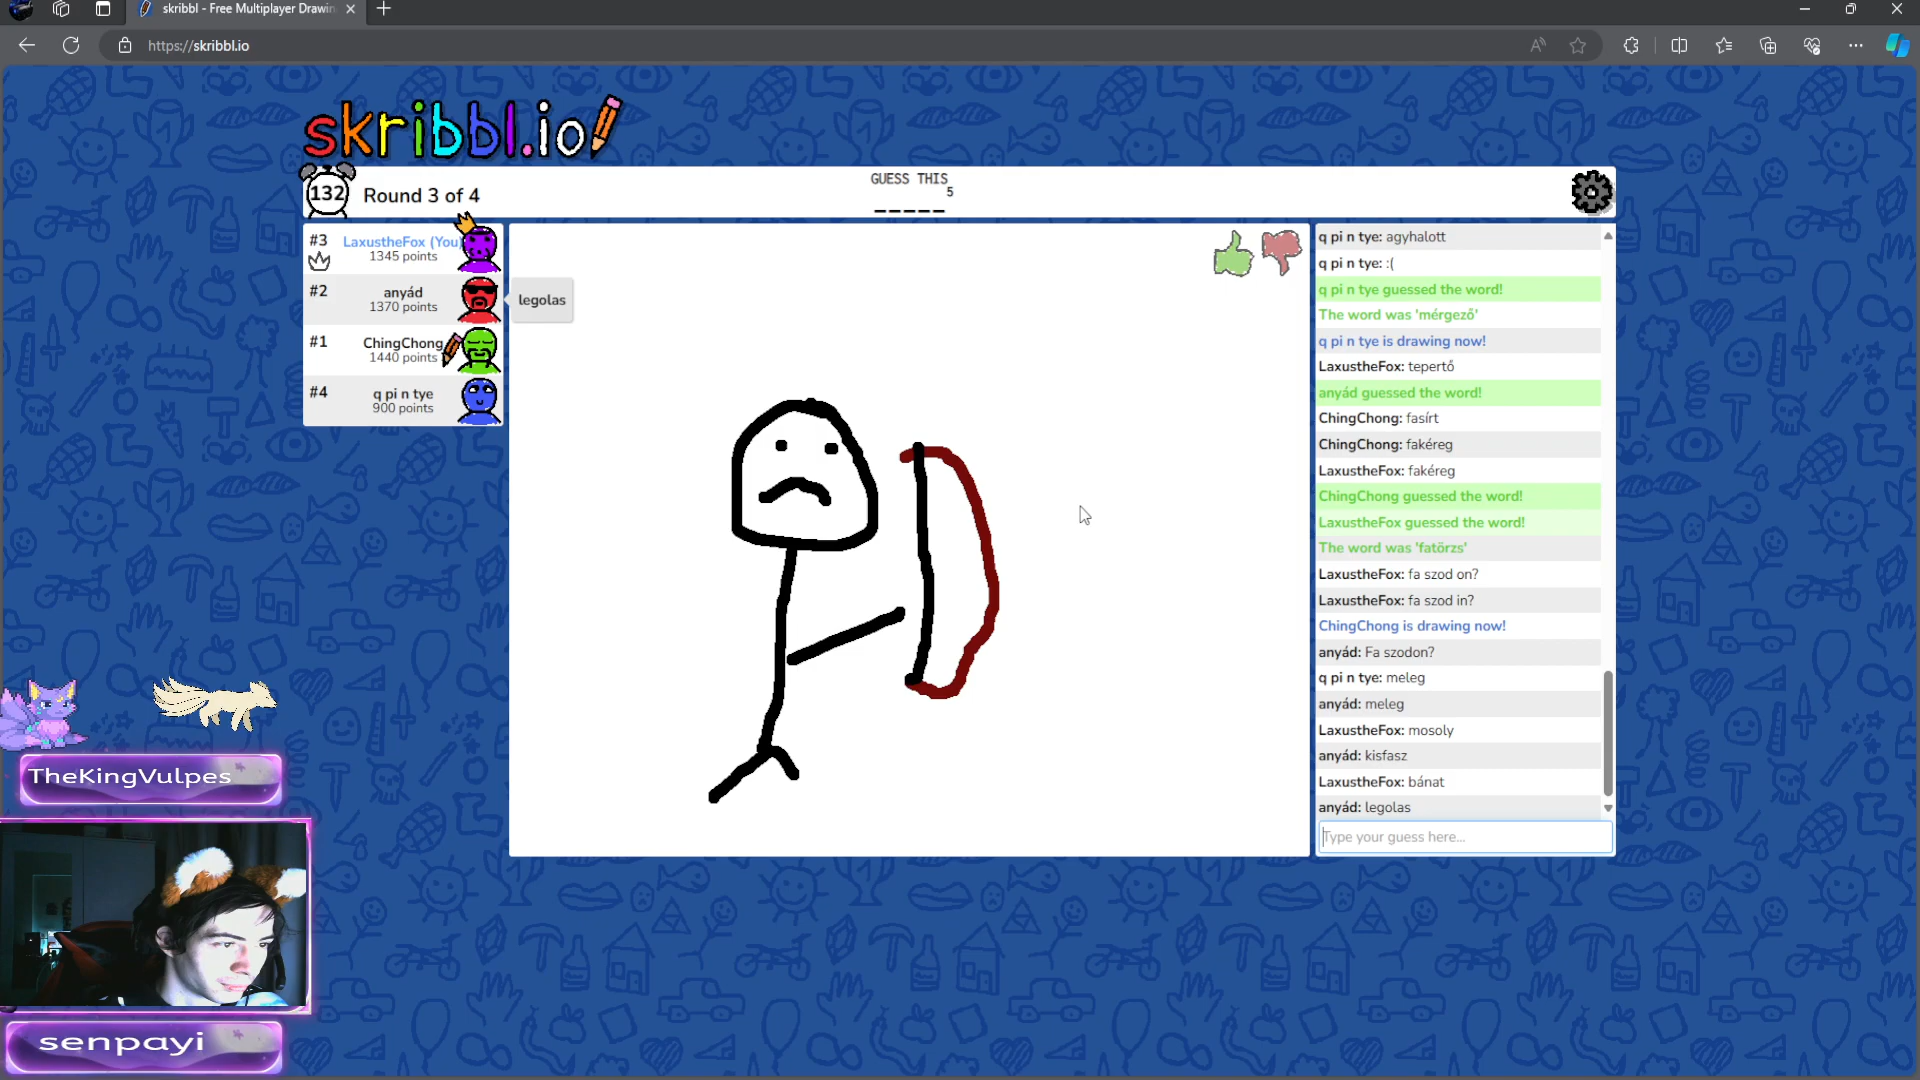 skribbl - Free Multiplayer Drawin
https://skribbl.io
skribbl.io
132
Round 3 of 4
GUESS THIS
5
_____
#3
LaxustheFox (You)
1345 points
#2
anyád
1370 points
legolas
#1
ChingChong
1440 points
#4
q pi n tye
900 points
q pi n tye: agyhalott
q pi n tye: :(
q pi n tye guessed the word!
The word was 'mérgező'
q pi n tye is drawing now!
LaxustheFox: tepertő
anyád guessed the word!
ChingChong: fasírt
ChingChong: fakéreg
LaxustheFox: fakéreg
ChingChong guessed the word!
LaxustheFox guessed the word!
The word was 'fatörzs'
LaxustheFox: fa szod on?
LaxustheFox: fa szod in?
ChingChong is drawing now!
anyád: Fa szodon?
q pi n tye: meleg
anyád: meleg
LaxustheFox: mosoly
anyád: kisfasz
LaxustheFox: bánat
anyád: legolas
Type your guess here...
TheKingVulpes
senpayi